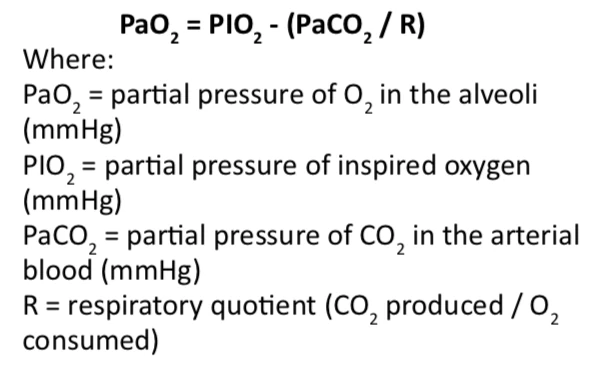 PaO₂ = PIO₂ - (PaCO₂ / R)
Where:
PaO₂ = partial pressure of O₂ in the alveoli
(mmHg)
PIO₂ = partial pressure of inspired oxygen
(mmHg)
PaCO₂ = partial pressure of CO₂ in the arterial
blood (mmHg)
R = respiratory quotient (CO₂ produced / O₂
consumed)